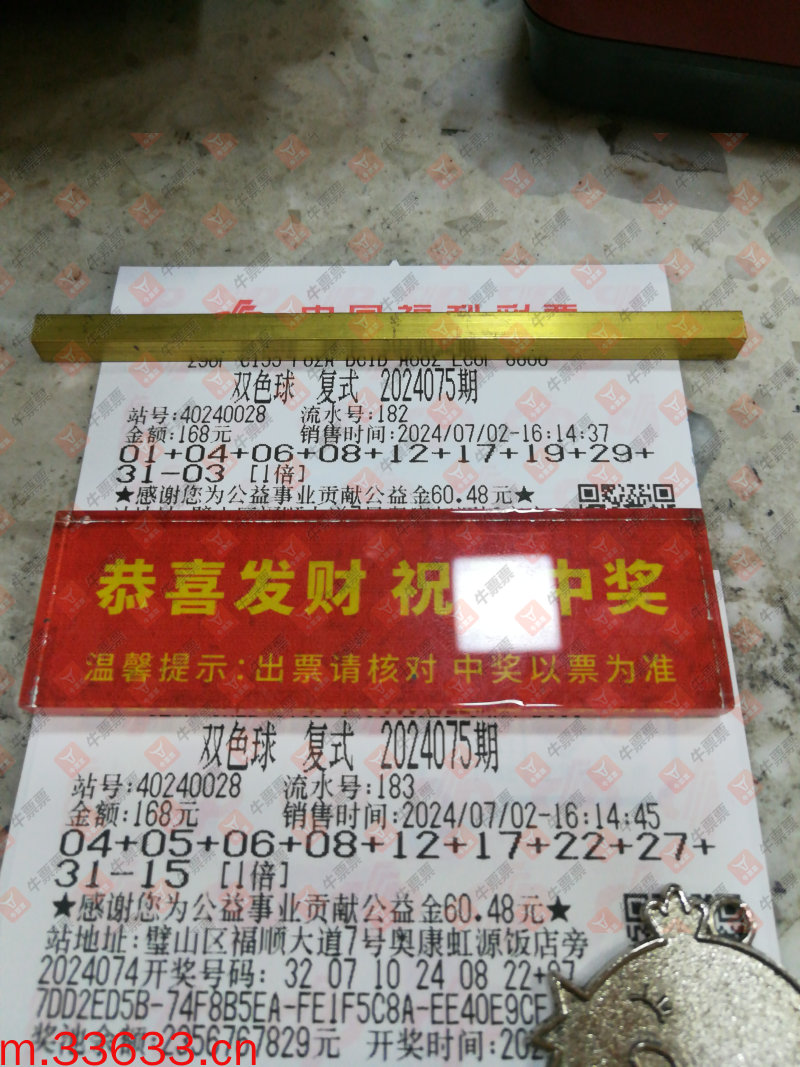 中国福利彩票
双色球 复式 2024075期
站号:40240028 流水号:182
金额:168元 销售时间:2024/07/02-16:14:37
01+04+06+08+12+17+19+29+
31-03 [1倍]
★感谢您为公益事业贡献公益金60.48元★
恭喜发财 祝 中奖
温馨提示:出票请核对 中奖以票为准
双色球 复式 2024075期
站号:40240028 流水号:183
金额:168元 销售时间:2024/07/02-16:14:45
04+05+06+08+12+17+22+27+
31-15 [1倍]
★感谢您为公益事业贡献公益金60.48元★
站地址:璧山区福顺大道7号奥康虹源饭店旁
2024074开奖号码: 32 07 10 24 08 22+07
7DD2ED5B-74F8B5EA-FE1F5C8A-EE40E9CF
767829元 开奖时间:202
m.33633.cn
牛票票